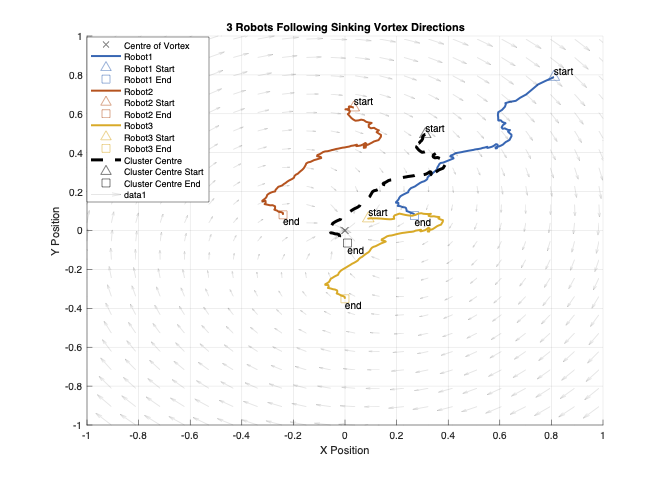 3 Robots Following Sinking Vortex Directions
Centre of Vortex
Robot1
Robot1 Start
Robot1 End
Robot2
Robot2 Start
Robot2 End
Robot3
Robot3 Start
Robot3 End
Cluster Centre
Cluster Centre Start
Cluster Centre End
data1
start
start
start
start
end
end
end
end
1
0.8
0.6
0.4
0.2
0
-0.2
-0.4
-0.6
-0.8
-1
Y Position
-1
-0.8
-0.6
-0.4
-0.2
0
0.2
0.4
0.6
0.8
1
X Position